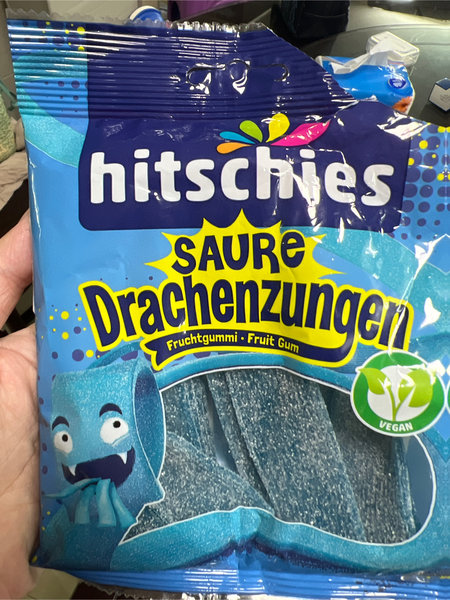 hitschies
SAURE
Drachenzungen
Fruchtgummi • Fruit Gum
VEGAN